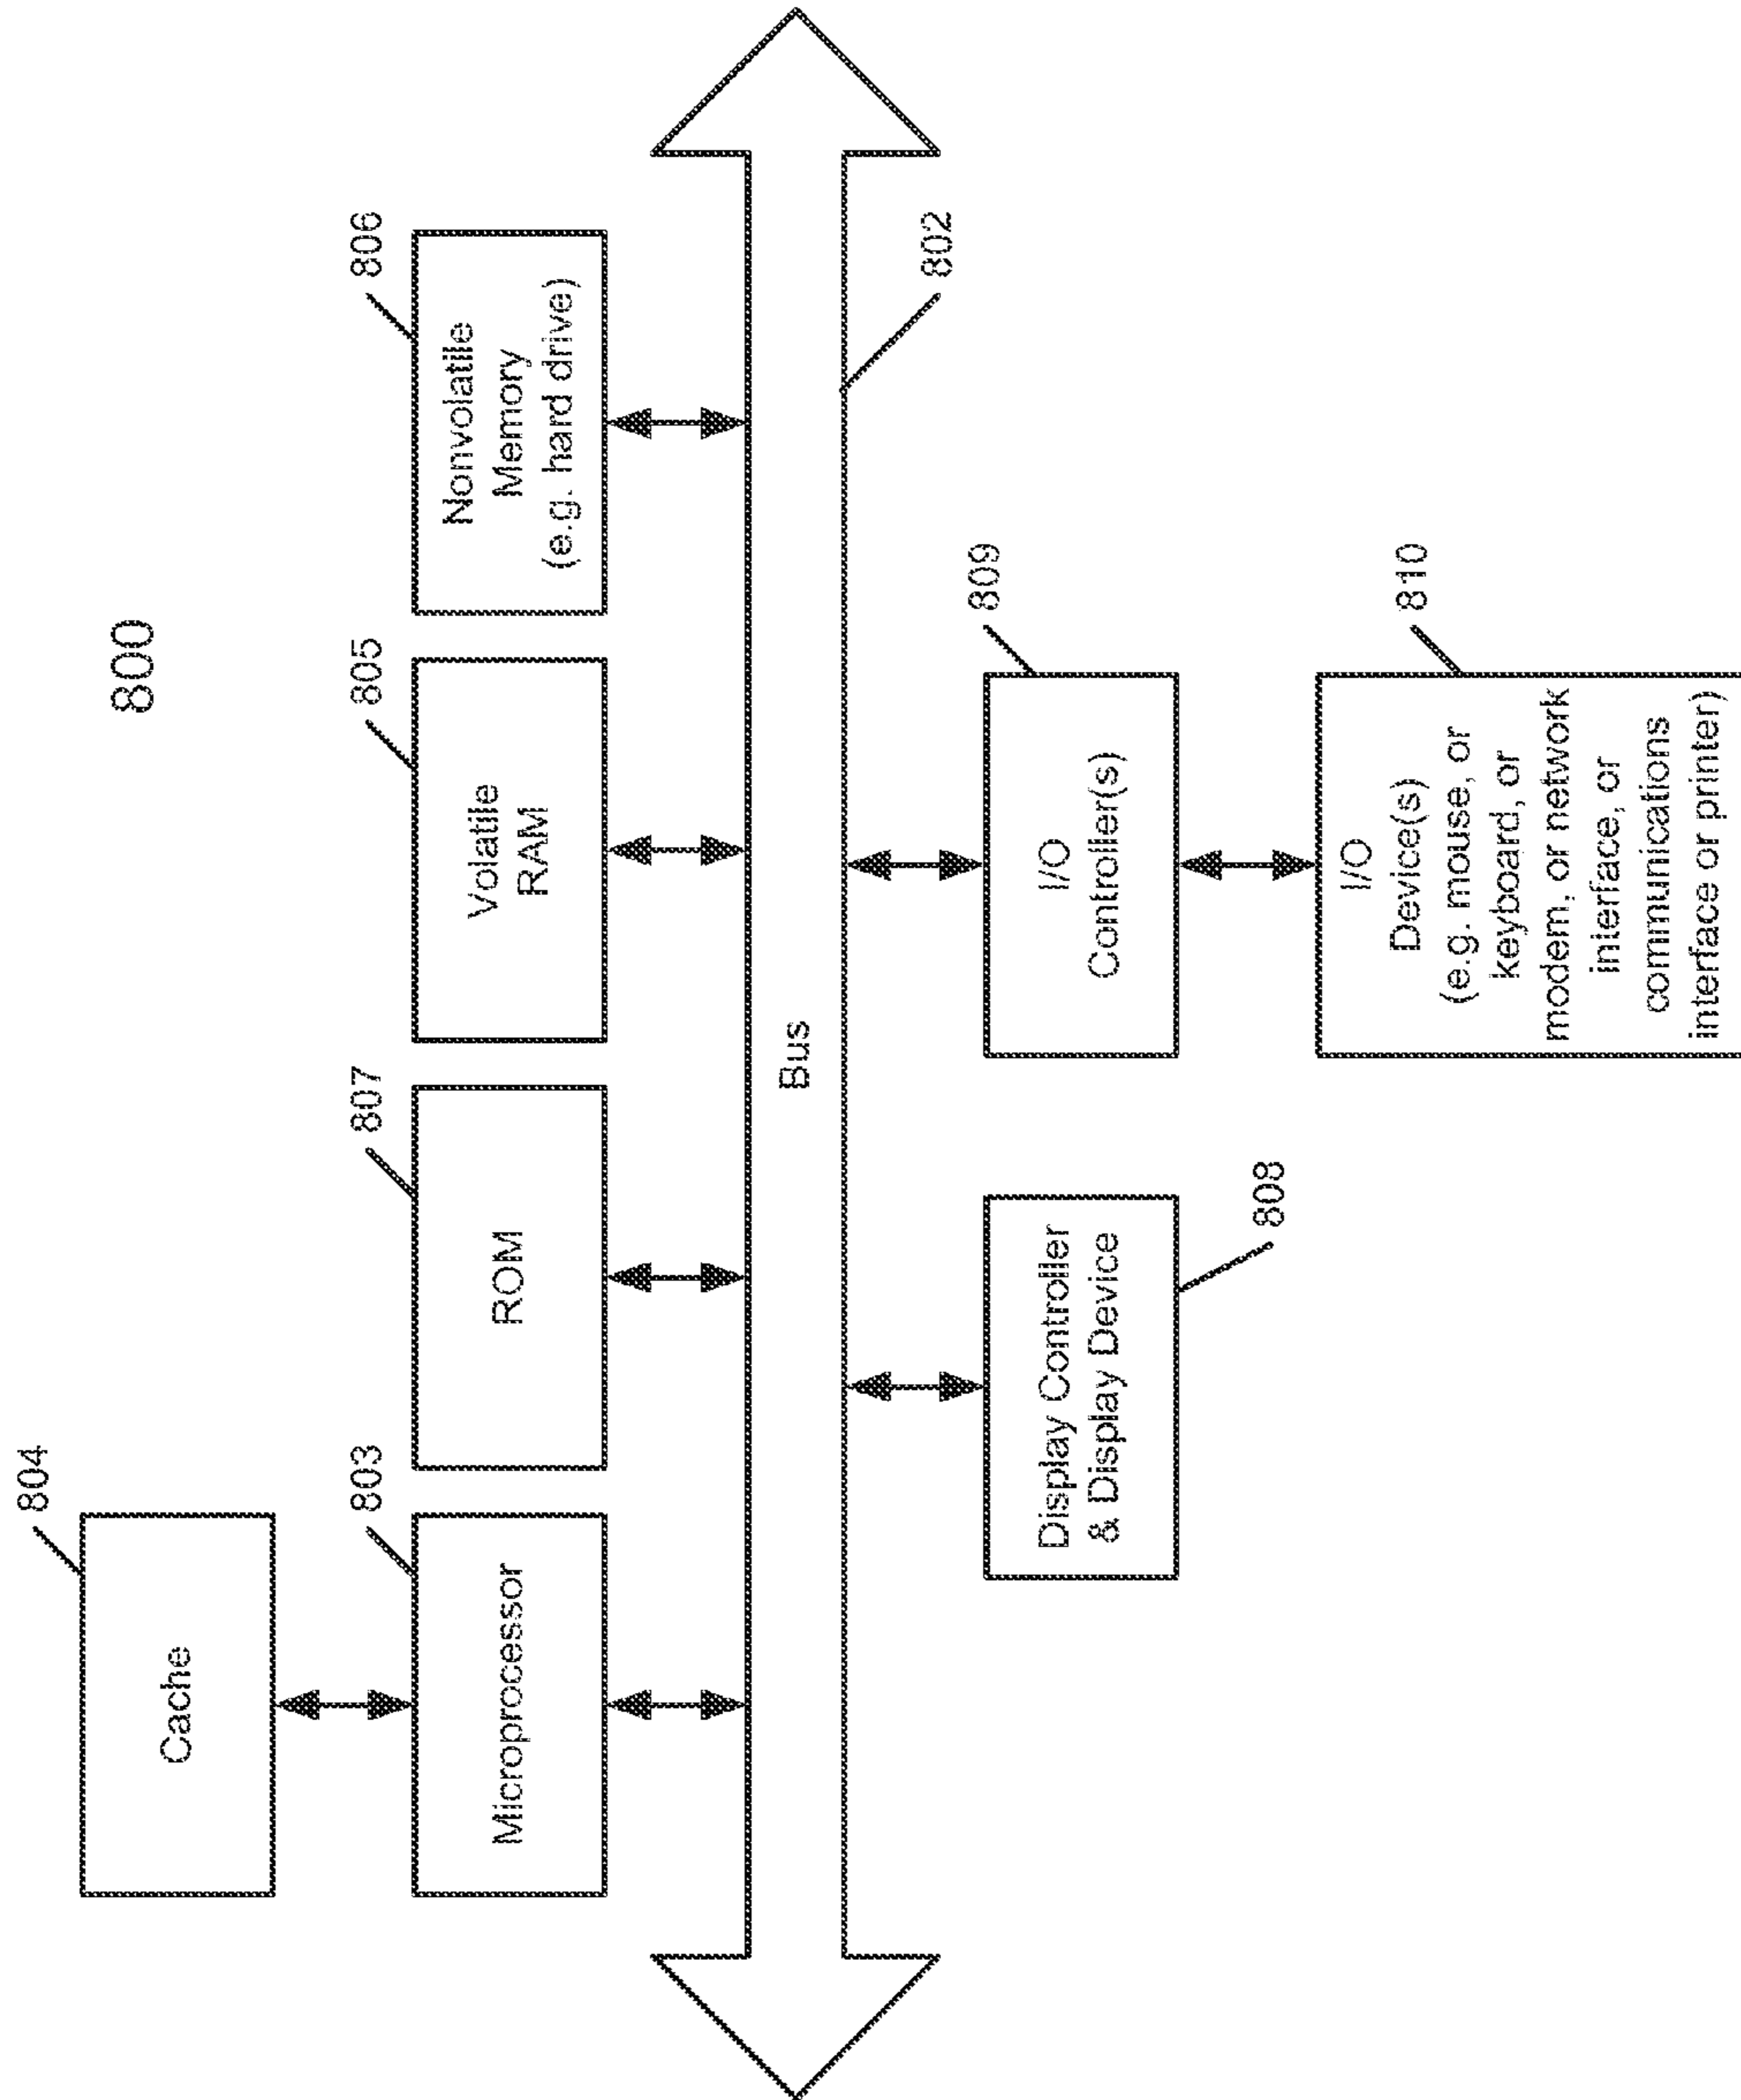 800
804
Cache
803
Microprocessor
807
ROM
805
Volatile
RAM
806
Nonvolatile
Memory
(e.g. hard drive)
Bus
802
Display Controller
& Display Device
808
I/O
Controller(s)
809
I/O
Device(s)
(e.g. mouse, or
keyboard, or
modem, or network
interface, or
communications
interface or printer)
810